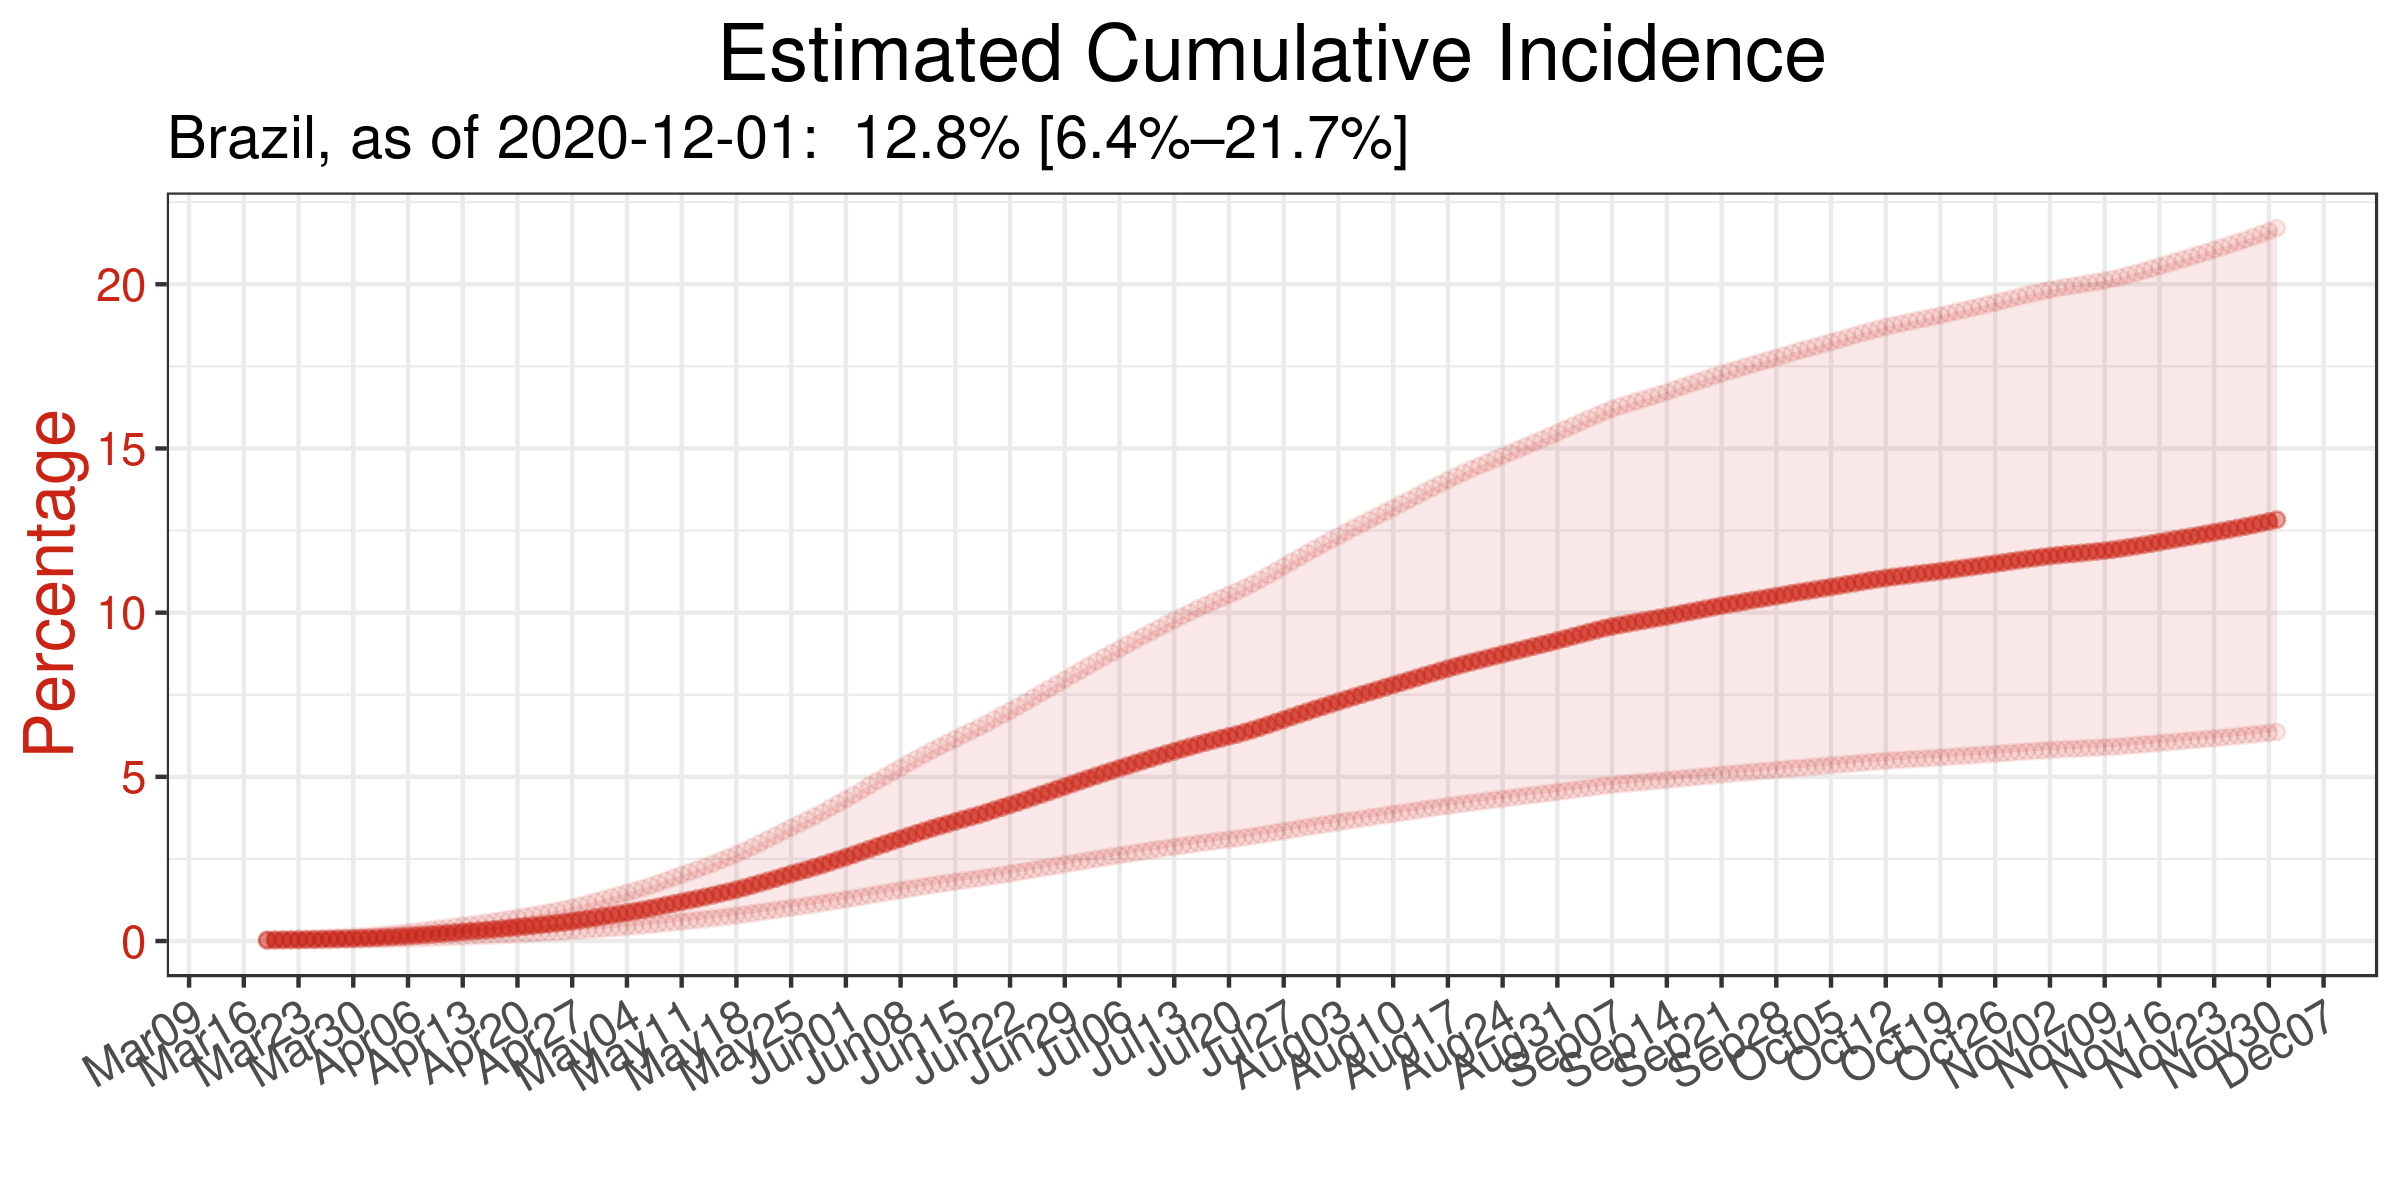 Estimated Cumulative Incidence
Brazil, as of 2020-12-01:  12.8% [6.4%–21.7%]
Percentage
20
15
10
5
0
Mar09
Mar16
Mar23
Mar30
Apr06
Apr13
Apr20
Apr27
May04
May11
May18
May25
Jun01
Jun08
Jun15
Jun22
Jun29
Jul06
Jul13
Jul20
Jul27
Aug03
Aug10
Aug17
Aug24
Aug31
Sep07
Sep14
Sep21
Sep28
Oct05
Oct12
Oct19
Oct26
Nov02
Nov09
Nov16
Nov23
Nov30
Dec07